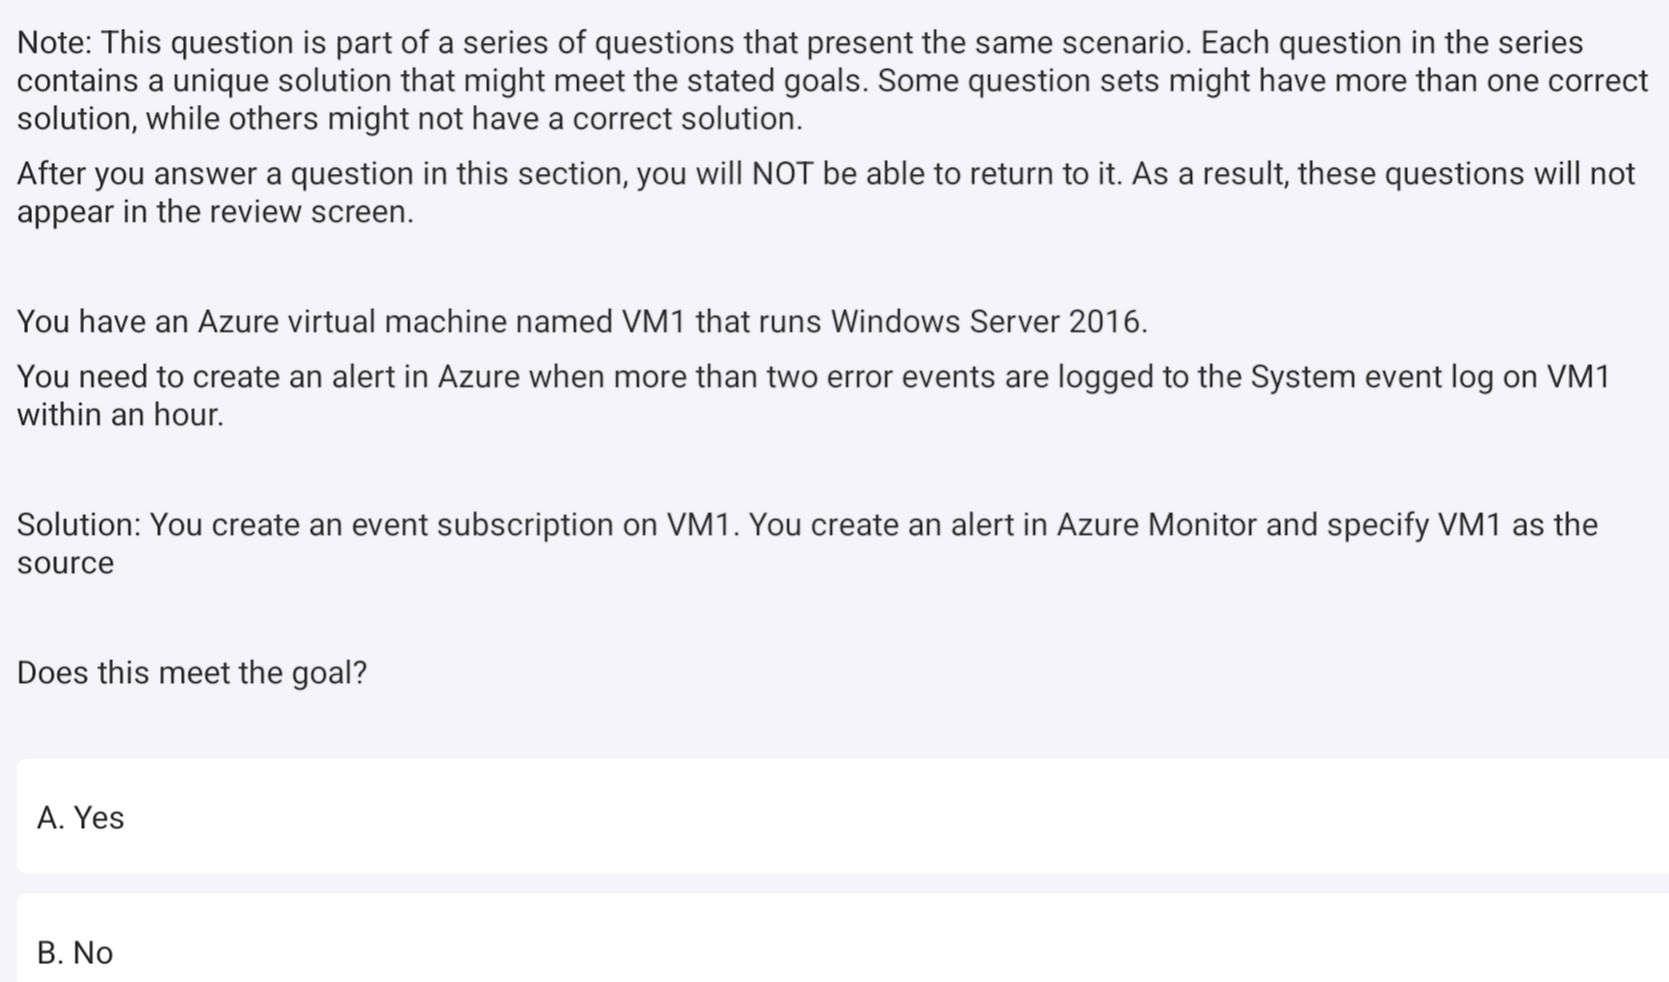 Note: This question is part of a series of questions that present the same scenario. Each question in the series
contains a unique solution that might meet the stated goals. Some question sets might have more than one correct
solution, while others might not have a correct solution.
After you answer a question in this section, you will NOT be able to return to it. As a result, these questions will not
appear in the review screen.
You have an Azure virtual machine named VM1 that runs Windows Server 2016.
You need to create an alert in Azure when more than two error events are logged to the System event log on VM1
within an hour.
Solution: You create an event subscription on VM1. You create an alert in Azure Monitor and specify VM1 as the
source
Does this meet the goal?
A. Yes
B. No